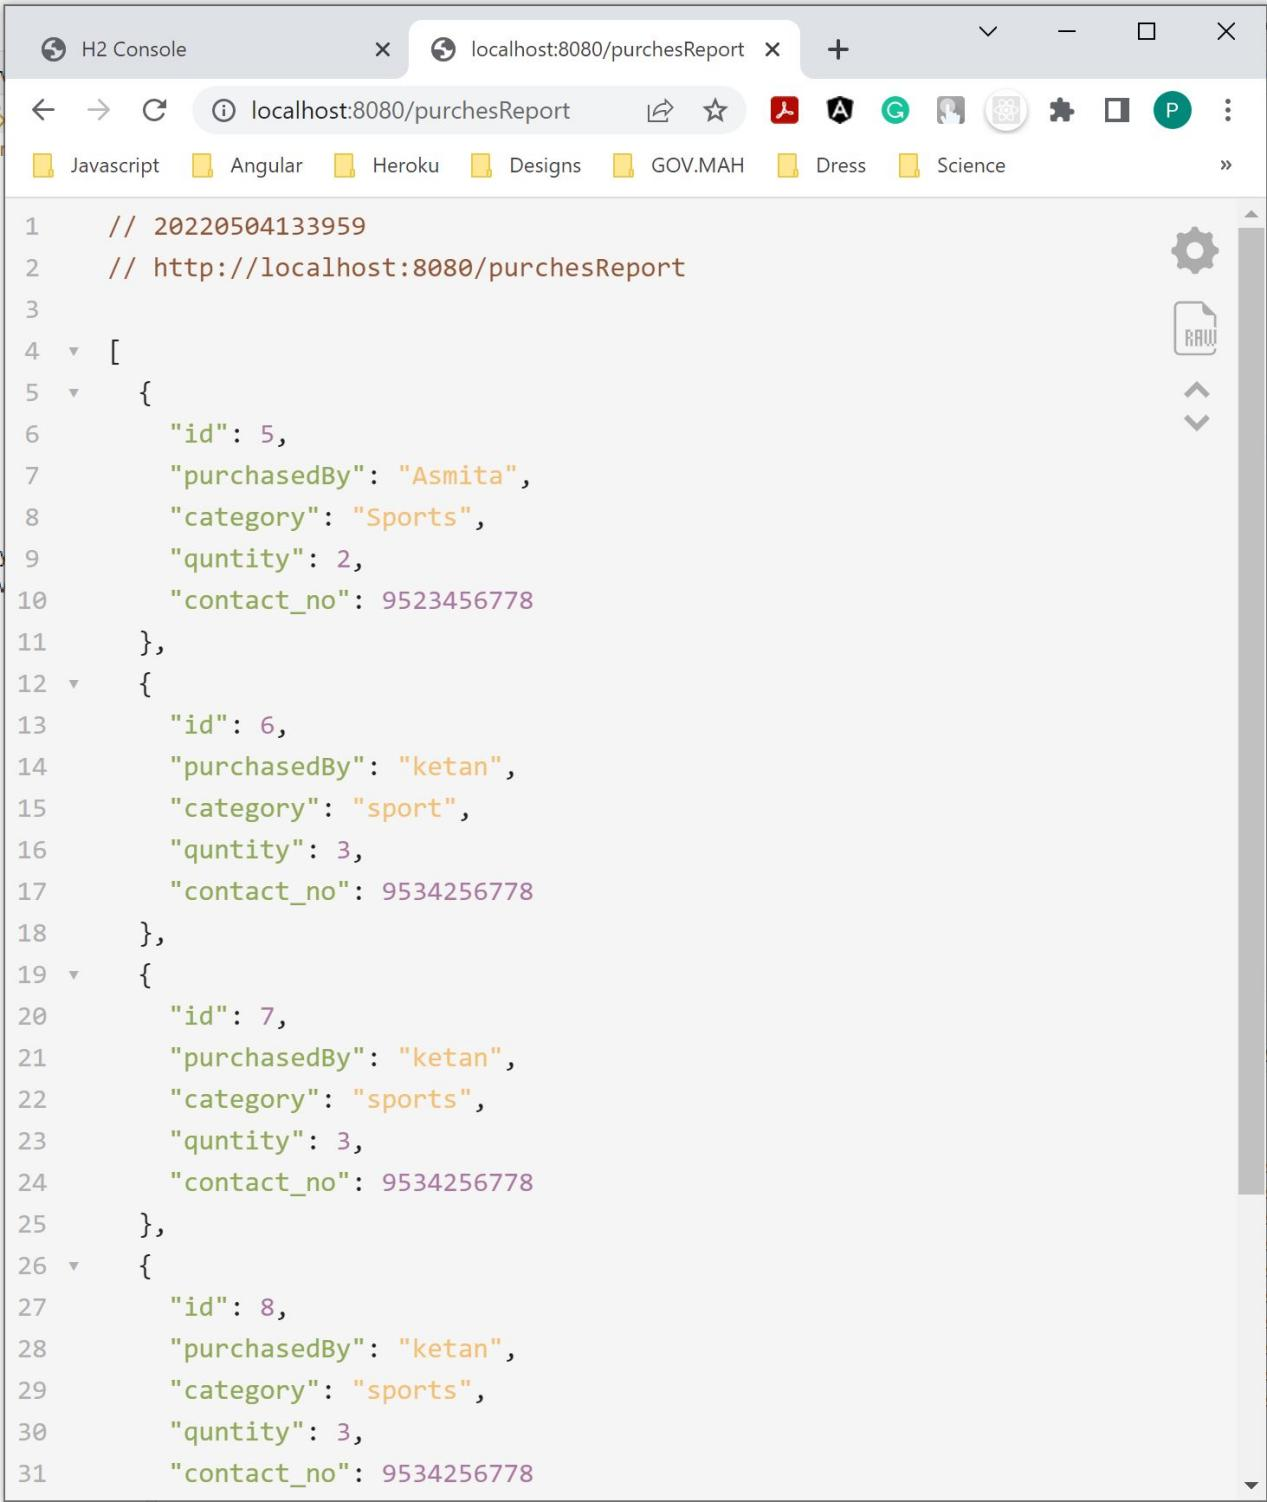 H2 Console
localhost:8080/purchesReport
localhost:8080/purchesReport
Javascript Angular Heroku Designs GOV.MAH Dress Science »
1 // 20220504133959
2 // http://localhost:8080/purchesReport
3
4 [
5 {
6 "id": 5,
7 "purchasedBy": "Asmita",
8 "category": "Sports",
9 "quntity": 2,
10 "contact_no": 9523456778
11 },
12 {
13 "id": 6,
14 "purchasedBy": "ketan",
15 "category": "sport",
16 "quntity": 3,
17 "contact_no": 9534256778
18 },
19 {
20 "id": 7,
21 "purchasedBy": "ketan",
22 "category": "sports",
23 "quntity": 3,
24 "contact_no": 9534256778
25 },
26 {
27 "id": 8,
28 "purchasedBy": "ketan",
29 "category": "sports",
30 "quntity": 3,
31 "contact_no": 9534256778
RAW
P